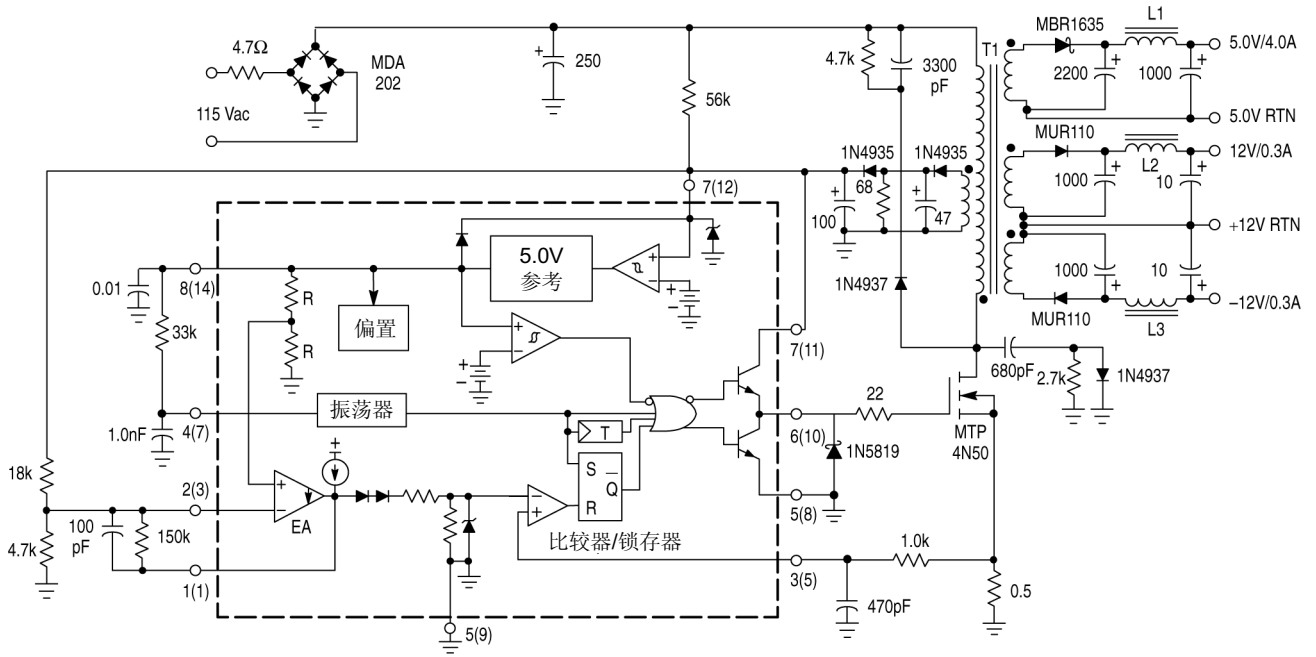 4.7Ω
MDA
202
115 Vac
+
250
56k
4.7k
3300
pF
T1
MBR1635
L1
5.0V/4.0A
2200
+
1000
+
5.0V RTN
MUR110
12V/0.3A
L2
1000
+
10
+
+12V RTN
1000
+
10
+
MUR110
L3
–12V/0.3A
1N4935
1N4935
68
+
100
+
47
1N4937
7(12)
0.01
8(14)
33k
R
R
偏置
5.0V
参考
+
–
+
–
+
–
+
–
7(11)
680pF
2.7k
1N4937
22
MTP
4N50
1N5819
6(10)
5(8)
振荡器
4(7)
1.0nF
T
S
Q
R
18k
2(3)
100
pF
150k
4.7k
1(1)
+
–
EA
+
–
+
比较器/锁存器
3(5)
1.0k
470pF
0.5
5(9)